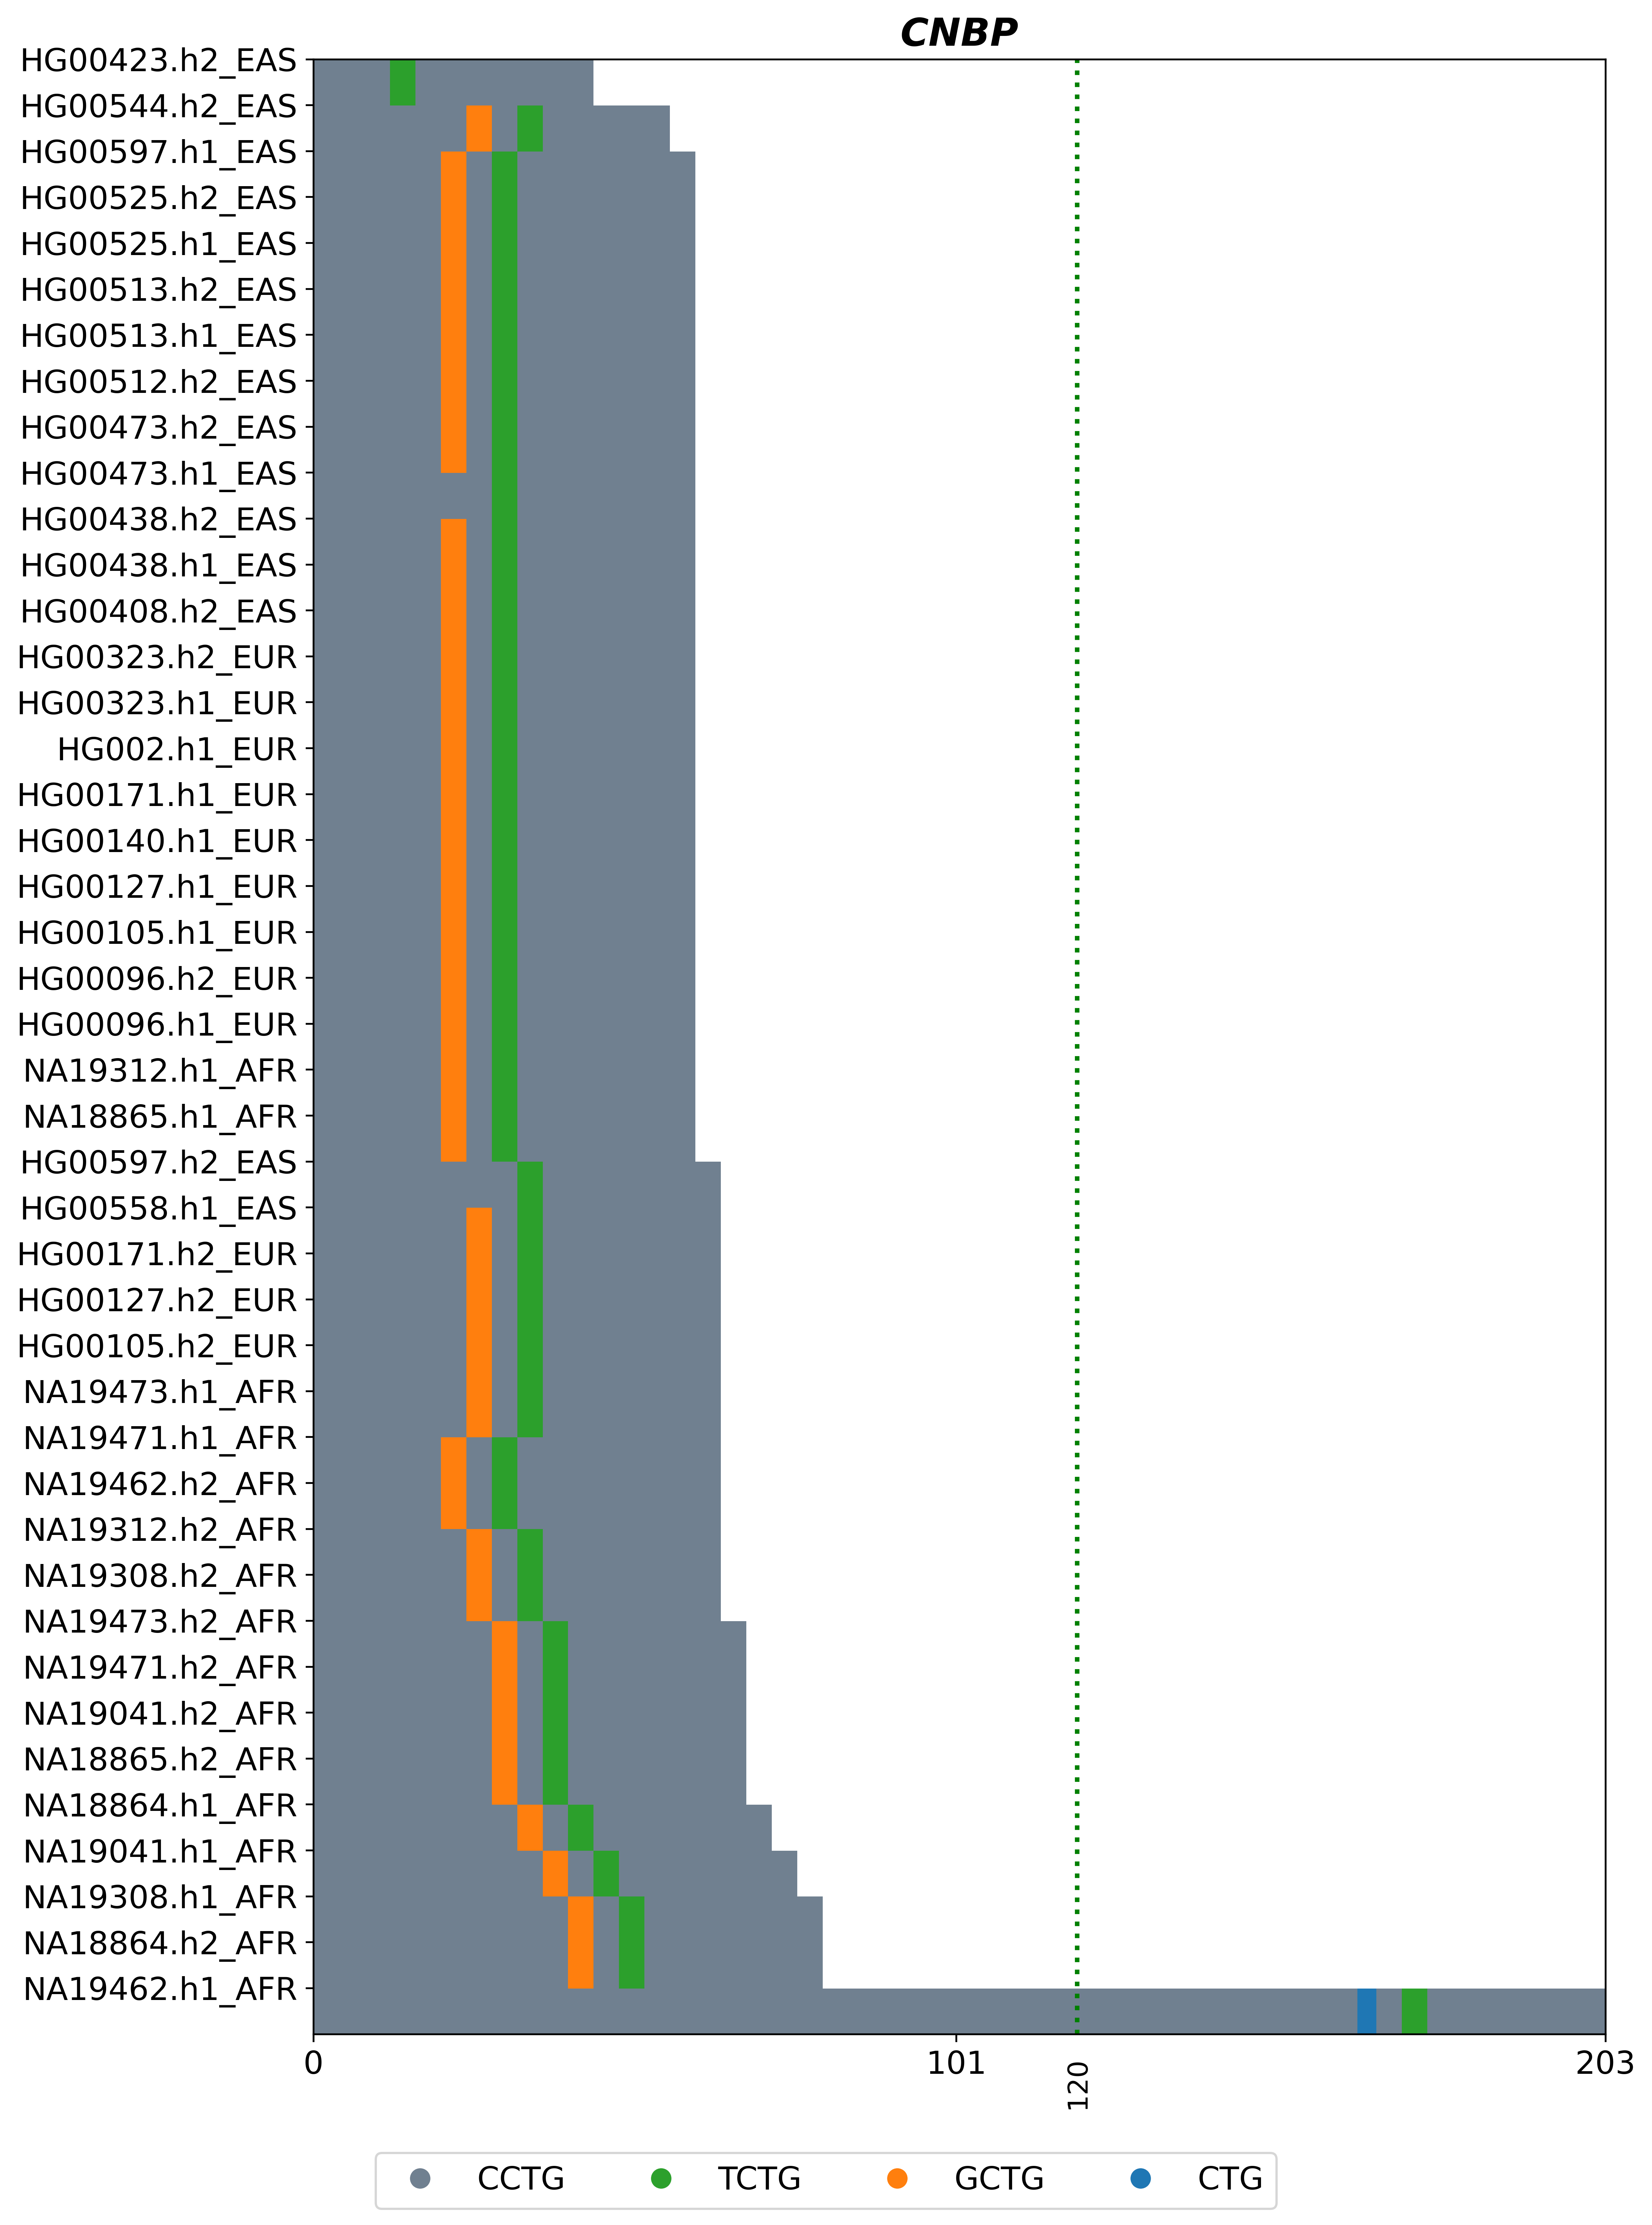 CNBP
HG00423.h2_EAS
HG00544.h2_EAS
HG00597.h1_EAS
HG00525.h2_EAS
HG00525.h1_EAS
HG00513.h2_EAS
HG00513.h1_EAS
HG00512.h2_EAS
HG00473.h2_EAS
HG00473.h1_EAS
HG00438.h2_EAS
HG00438.h1_EAS
HG00408.h2_EAS
HG00323.h2_EUR
HG00323.h1_EUR
HG002.h1_EUR
HG00171.h1_EUR
HG00140.h1_EUR
HG00127.h1_EUR
HG00105.h1_EUR
HG00096.h2_EUR
HG00096.h1_EUR
NA19312.h1_AFR
NA18865.h1_AFR
HG00597.h2_EAS
HG00558.h1_EAS
HG00171.h2_EUR
HG00127.h2_EUR
HG00105.h2_EUR
NA19473.h1_AFR
NA19471.h1_AFR
NA19462.h2_AFR
NA19312.h2_AFR
NA19308.h2_AFR
NA19473.h2_AFR
NA19471.h2_AFR
NA19041.h2_AFR
NA18865.h2_AFR
NA18864.h1_AFR
NA19041.h1_AFR
NA19308.h1_AFR
NA18864.h2_AFR
NA19462.h1_AFR
0 101 203
120
CCTG TCTG GCTG CTG